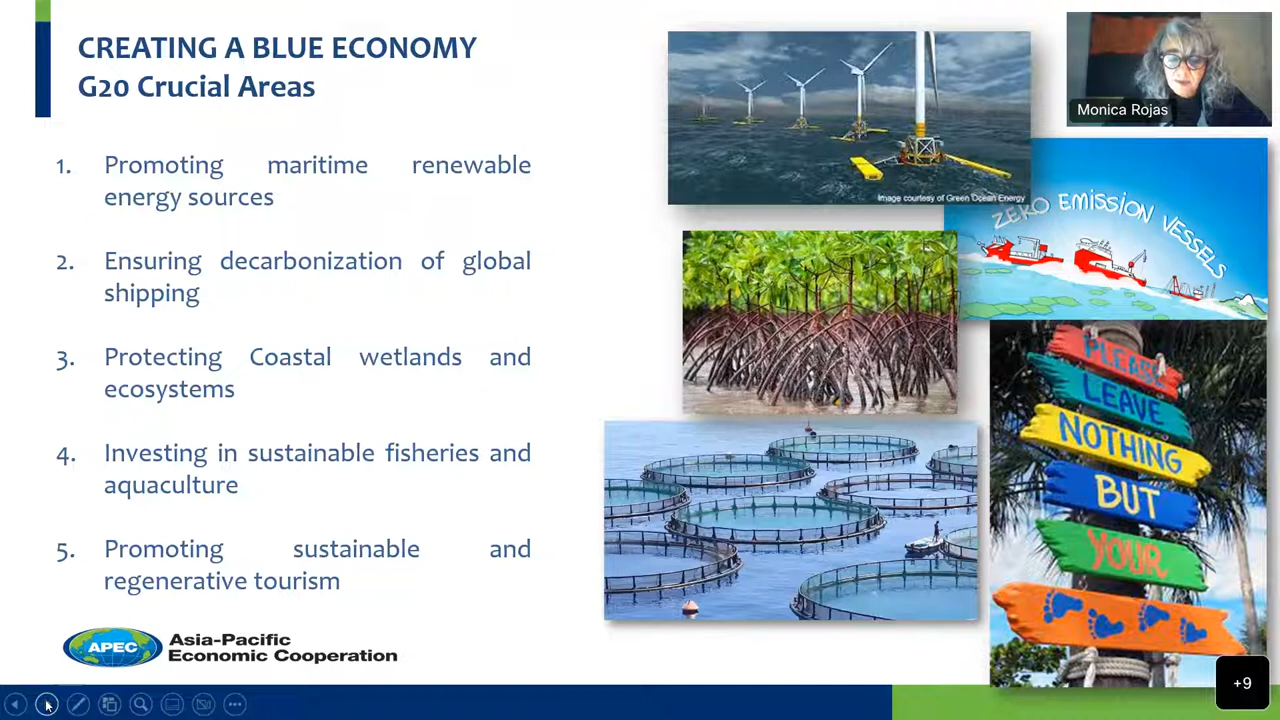 CREATING A BLUE ECONOMY
G20 Crucial Areas
1. Promoting maritime renewable
energy sources
2. Ensuring decarbonization of global
shipping
3. Protecting Coastal wetlands and
ecosystems
4. Investing in sustainable fisheries and
aquaculture
5. Promoting sustainable and
regenerative tourism
APEC
Asia-Pacific
Economic Cooperation
Image courtesy of Green Ocean Energy
Monica Rojas
ZERO EMISSION VESSELS
PLEASE
LEAVE
NOTHING
BUT
YOUR
+9